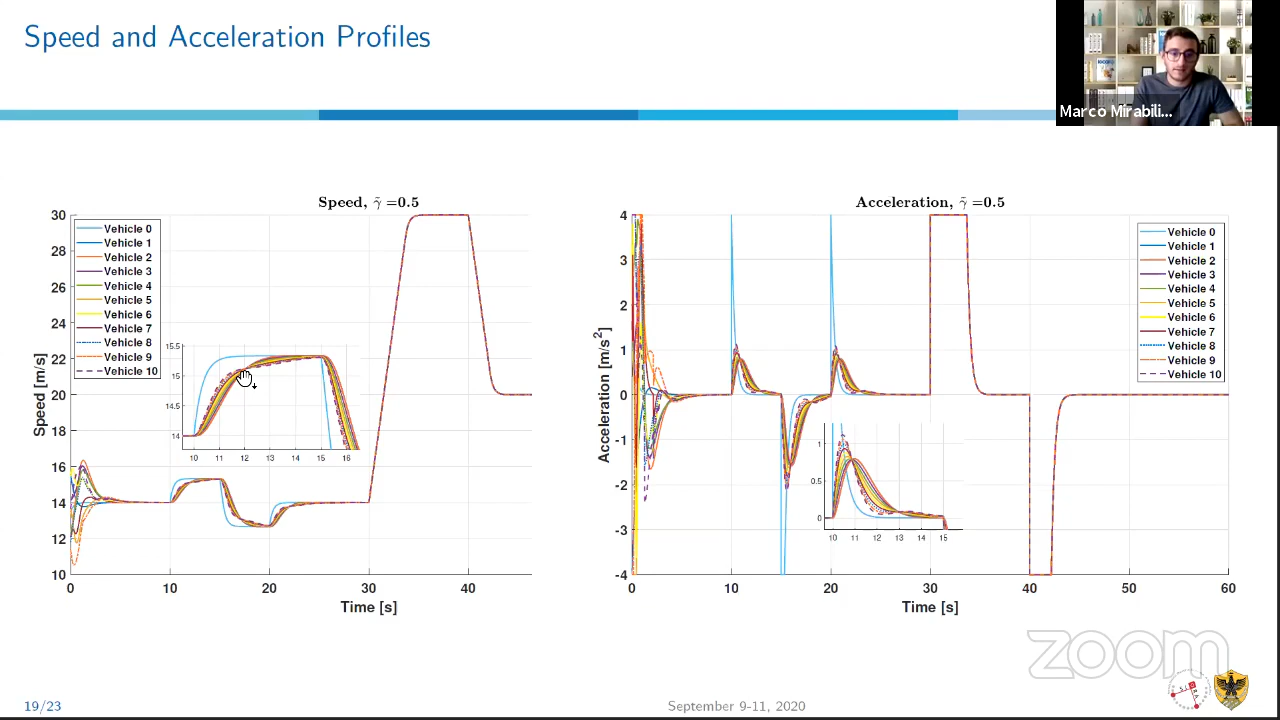 Speed and Acceleration Profiles
Marco Mirabili...
Speed, γ̃ =0.5
30
28
26
24
22
20
18
16
14
12
10
Speed [m/s]
Vehicle 0
Vehicle 1
Vehicle 2
Vehicle 3
Vehicle 4
Vehicle 5
Vehicle 6
Vehicle 7
Vehicle 8
Vehicle 9
Vehicle 10
15.5
15
14.5
14
10 11 12 13 14 15 16
0 10 20 30 40
Time [s]
Acceleration, γ̃ =0.5
4
3
2
1
0
-1
-2
-3
-4
Acceleration [m/s²]
Vehicle 0
Vehicle 1
Vehicle 2
Vehicle 3
Vehicle 4
Vehicle 5
Vehicle 6
Vehicle 7
Vehicle 8
Vehicle 9
Vehicle 10
1
0.5
0
10 11 12 13 14 15
0 10 20 30 40 50 60
Time [s]
zoom
19/23
September 9-11, 2020